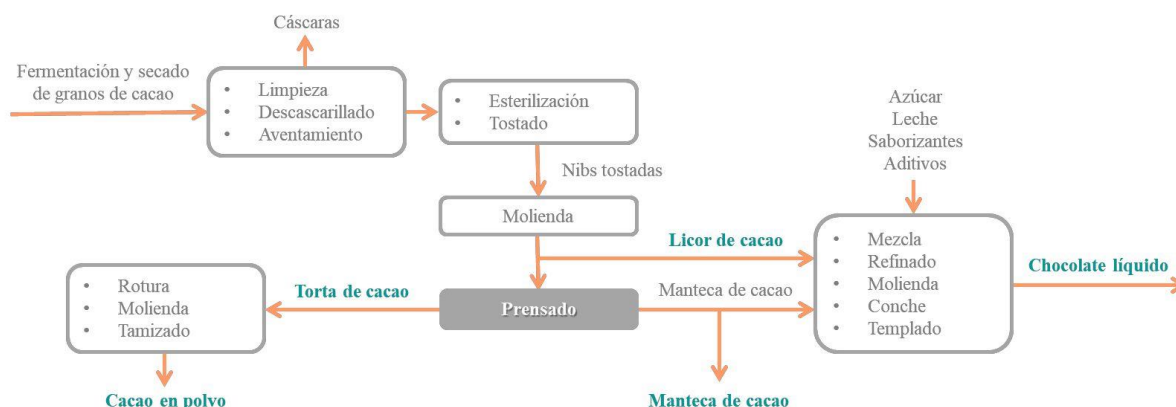 Cáscaras
Fermentación y secado
de granos de cacao
• Limpieza
• Descascarillado
• Aventamiento
• Esterilización
• Tostado
Azúcar
Leche
Saborizantes
Aditivos
Nibs tostadas
Molienda
Licor de cacao
• Mezcla
• Refinado
• Molienda
• Conche
• Templado
Chocolate líquido
• Rotura
• Molienda
• Tamizado
Torta de cacao
Prensado
Manteca de cacao
Cacao en polvo
Manteca de cacao